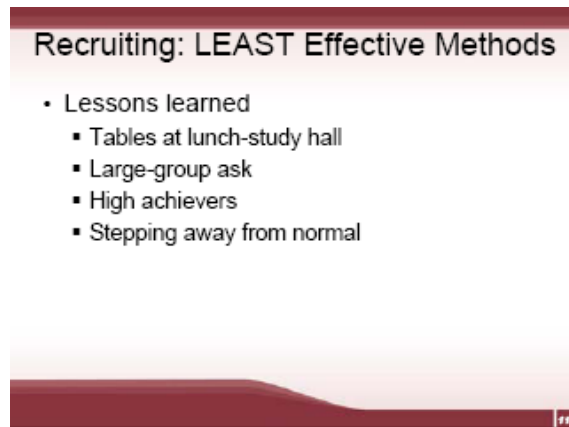 Recruiting: LEAST Effective Methods
• Lessons learned
▪ Tables at lunch-study hall
▪ Large-group ask
▪ High achievers
▪ Stepping away from normal